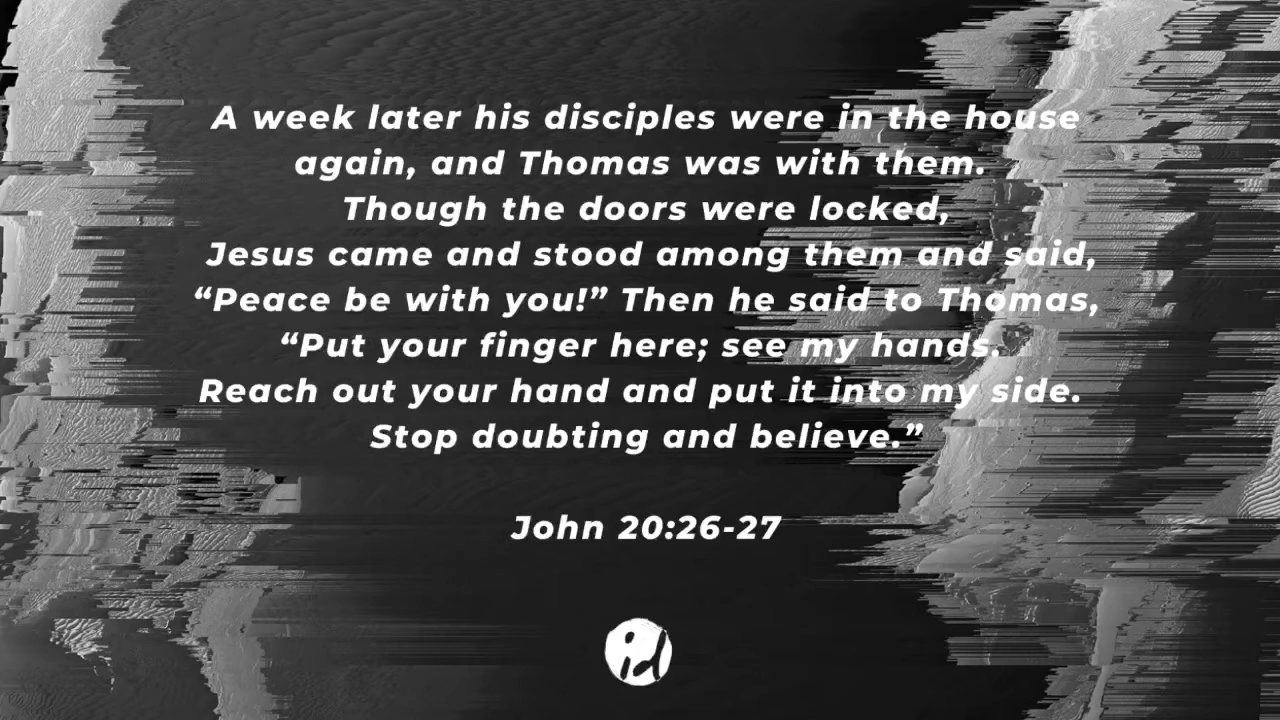 A week later his disciples were in the house
again, and Thomas was with them.
Though the doors were locked,
Jesus came and stood among them and said,
“Peace be with you!” Then he said to Thomas,
“Put your finger here; see my hands.
Reach out your hand and put it into my side.
Stop doubting and believe.”
John 20:26-27
id